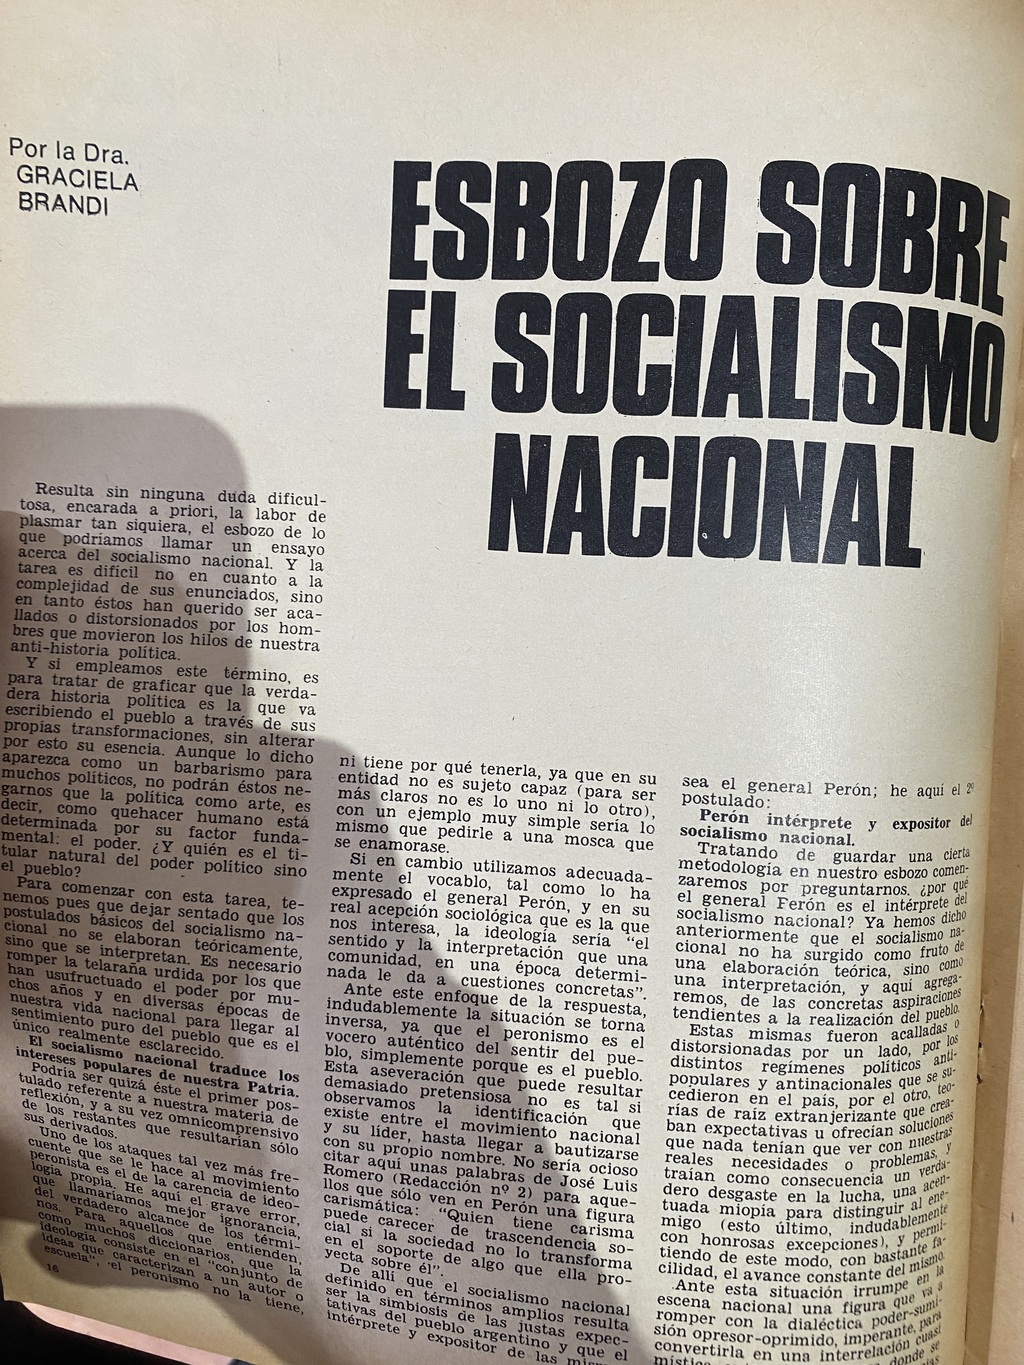 Por la Dra.
GRACIELA
BRANDI
ESBOZO SOBRE
EL SOCIALISMO
NACIONAL
Resulta sin ninguna duda dificul-
tosa, encarada a priori, la labor de
plasmar tan siquiera, el esbozo de lo
que podríamos llamar un ensayo
acerca del socialismo nacional. Y la
tarea es difícil no en cuanto a la
complejidad de sus enunciados, sino
en tanto éstos han querido ser aca-
llados o distorsionados por los hom-
bres que movieron los hilos de nuestra
anti-historia política.
Y si empleamos este término, es
para tratar de graficar que la verda-
dera historia política es la que va
escribiendo el pueblo a través de sus
propias transformaciones, sin alterar
por esto su esencia. Aunque lo dicho
aparezca como un barbarismo para
muchos políticos, no podrán éstos ne-
garnos que la política como arte, es
decir, como quehacer humano está
determinada por su factor funda-
mental: el poder. ¿Y quién es el ti-
tular natural del poder político sino
el pueblo?
Para comenzar con esta tarea, te-
nemos pues que dejar sentado que los
postulados básicos del socialismo na-
cional no se elaboran teóricamente,
sino que se interpretan. Es necesario
romper la telaraña urdida por los que
han usufructuado el poder por mu-
chos años y en diversas épocas de
nuestra vida nacional para llegar al
sentimiento puro del pueblo que es el
único realmente esclarecido.
El socialismo nacional traduce los
intereses populares de nuestra Patria.
Podría ser quizá éste el primer pos-
tulado referente a nuestra materia de
reflexión, y a su vez omnicomprensivo
de los restantes que resultarían sólo
sus derivados.
Uno de los ataques tal vez más fre-
cuente que se le hace al movimiento
peronista es el de la carencia de ideo-
logía propia. He aquí el grave error,
que llamaríamos mejor ignorancia,
del verdadero alcance de los térmi-
nos. Para aquellos que entienden,
como muchos diccionarios, que la
ideología consiste en el "conjunto de
ideas que caracterizan a un autor o
escuela", el peronismo no la tiene,
16
ni tiene por qué tenerla, ya que en su
entidad no es sujeto capaz (para ser
más claros no es lo uno ni lo otro),
con un ejemplo muy simple sería lo
mismo que pedirle a una mosca que
se enamorase.
Si en cambio utilizamos adecuada-
mente el vocablo, tal como lo ha
expresado el general Perón, y en su
real acepción sociológica que es la que
nos interesa, la ideología sería "el
sentido y la interpretación que una
comunidad, en una época determi-
nada le da a cuestiones concretas".
Ante este enfoque de la respuesta,
indudablemente la situación se torna
inversa, ya que el peronismo es el
vocero auténtico del sentir del pue-
blo, simplemente porque es el pueblo.
Esta aseveración que puede resultar
demasiado pretensiosa no es tal si
observamos la identificación que
existe entre el movimiento nacional
y su líder, hasta llegar a bautizarse
con su propio nombre. No sería ocioso
citar aquí unas palabras de José Luis
Romero (Redacción nº 2) para aque-
llos que sólo ven en Perón una figura
carismática: "Quien tiene carisma
puede carecer de trascendencia so-
cial si la sociedad no lo transforma
en el soporte de algo que ella pro-
yecta sobre él".
De allí que el socialismo nacional
definido en términos amplios resulta
ser la simbiosis de las justas expec-
tativas del pueblo argentino y que el
intérprete y expositor de las
sea el general Perón; he aquí el 2º
postulado:
Perón intérprete y expositor del
socialismo nacional.
Tratando de guardar una cierta
metodología en nuestro esbozo comen-
zaremos por preguntarnos. ¿por qué
el general Ferón es el intérprete del
socialismo nacional? Ya hemos dicho
anteriormente que el socialismo na-
cional no ha surgido como fruto de
una elaboración teórica, sino como
una interpretación, y aquí agrega-
remos, de las concretas aspiraciones
tendientes a la realización del pueblo.
Estas mismas fueron acalladas o
distorsionadas por un lado, por los
distintos regímenes políticos anti-
populares y antinacionales que se su-
cedieron en el país, por el otro, teo-
rías de raíz extranjerizante que crea-
ban expectativas u ofrecían soluciones
que nada tenían que ver con nuestras
reales necesidades o problemas, y
traían como consecuencia un verda-
dero desgaste en la lucha, una acen-
tuada miopía para distinguir al ene-
migo (esto último, indudablemente
con honrosas excepciones), y permi-
tiendo de este modo, con bastante fa-
cilidad, el avance constante del mismo.
Ante esta situación irrumpe en la
escena nacional una figura que va a
romper con la dialéctica poder-sumi-
sión opresor-oprimido, imperante, para
convertirla en una interrelación cuasi
donde se